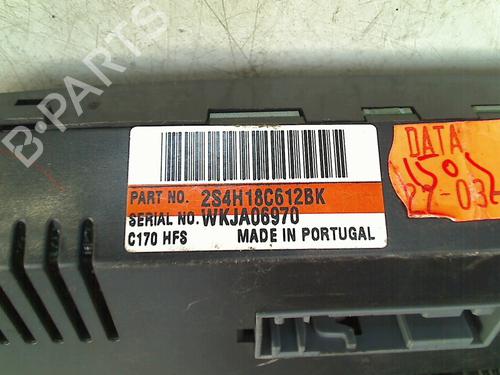 B-PARTS
PART NO. 2S4H18C612BK
SERIAL NO. WKJA06970
C170 HFS MADE IN PORTUGAL
DATA